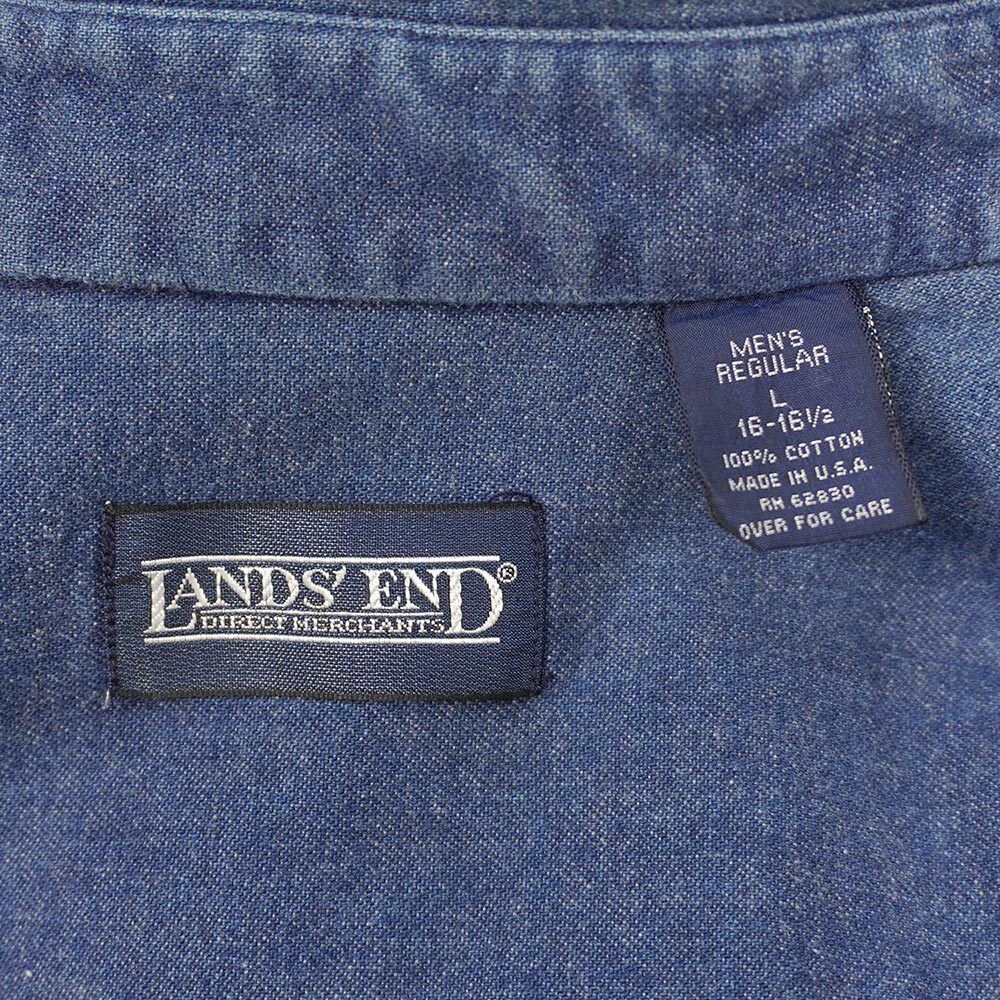 MEN'S
REGULAR
L
16-16½
100% COTTON
MADE IN U.S.A.
RN 62830
OVER FOR CARE
LANDS' END®
DIRECT MERCHANTS